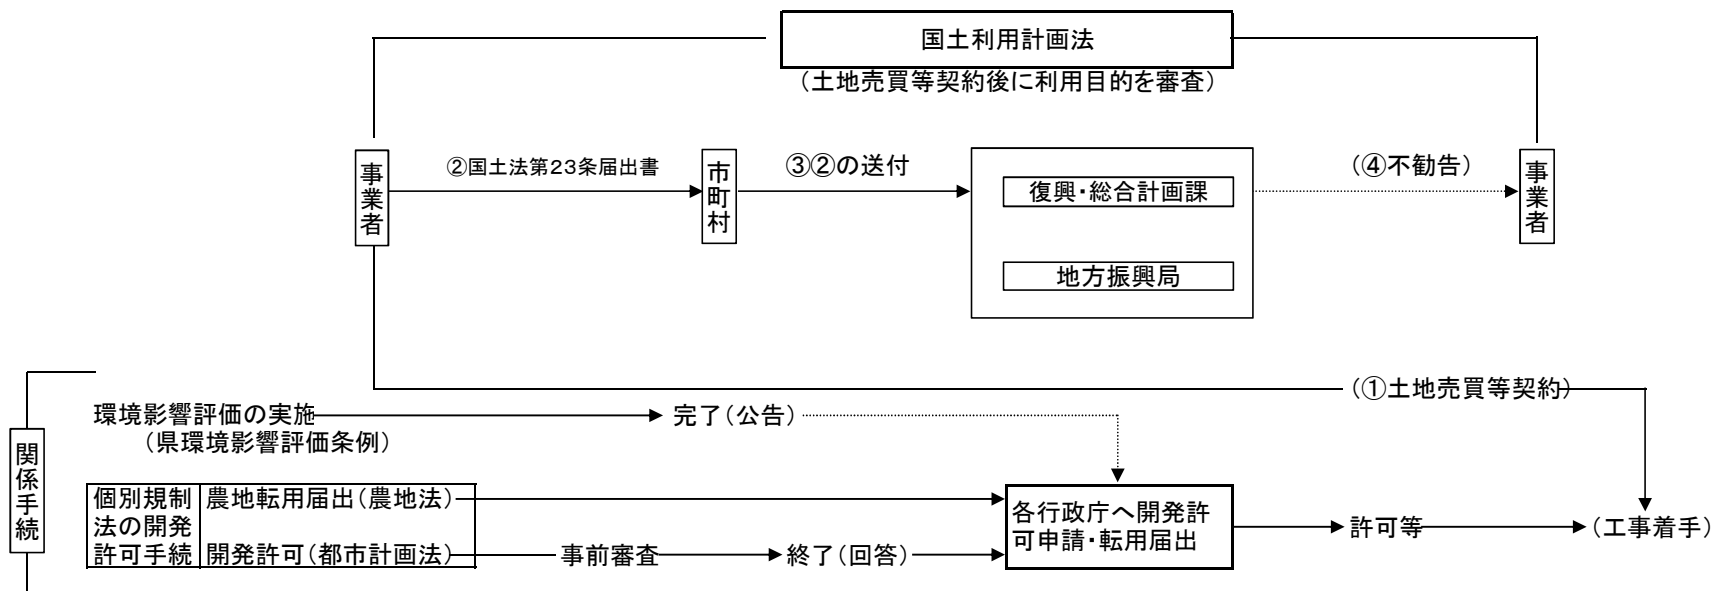 国土利用計画法
(土地売買等契約後に利用目的を審査)
事業者
②国土法第23条届出書
市町村
③②の送付
復興・総合計画課
地方振興局
(④不勧告)
事業者
(①土地売買等契約)
関係手続
環境影響評価の実施
(県環境影響評価条例)
完了(公告)
個別規制
法の開発
許可手続
農地転用届出(農地法)
開発許可(都市計画法)
事前審査
終了(回答)
各行政庁へ開発許
可申請・転用届出
許可等
(工事着手)